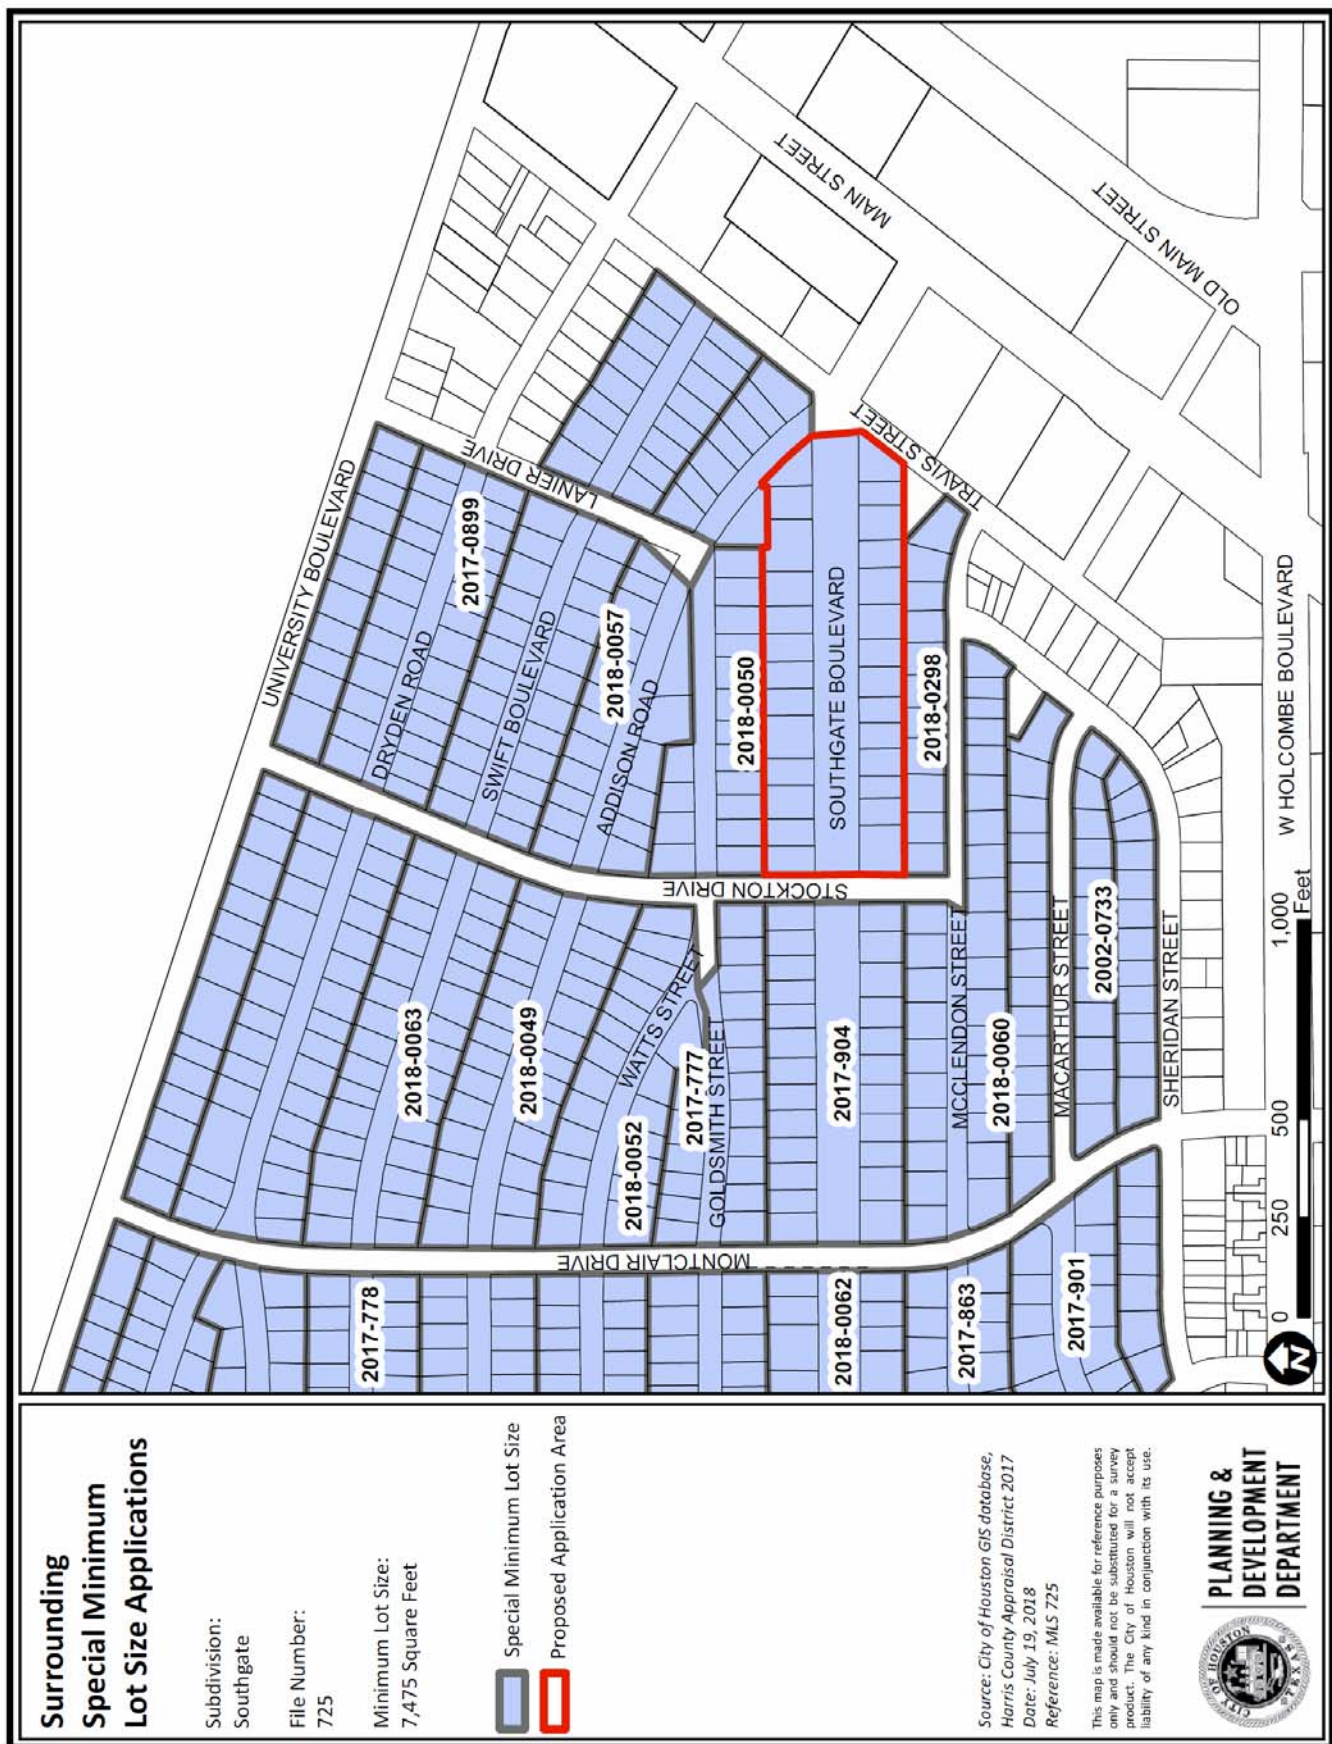 Surrounding
Special Minimum
Lot Size Applications
Subdivision:
Southgate
File Number:
725
Minimum Lot Size:
7,475 Square Feet
Special Minimum Lot Size
Proposed Application Area
Source: City of Houston GIS database,
Harris County Appraisal District 2017
Date: July 19, 2018
Reference: MLS 725
This map is made available for reference purposes
only and should not be substituted for a survey
product. The City of Houston will not accept
liability of any kind in conjunction with its use.
CITY OF HOUSTON
TEXAS
PLANNING &
DEVELOPMENT
DEPARTMENT
UNIVERSITY BOULEVARD
LANIER DRIVE
2017-0899
DRYDEN ROAD
SWIFT BOULEVARD
2018-0057
ADDISON ROAD
2018-0050
SOUTHGATE BOULEVARD
2018-0298
STOCKTON DRIVE
MAIN STREET
OLD MAIN STREET
TRAVIS STREET
2018-0063
2018-0049
WATTS STREET
2018-0052
2017-777
GOLDSMITH STREET
2017-904
MCCLENDON STREET
2018-0060
MACARTHUR STREET
2002-0733
SHERIDAN STREET
W HOLCOMBE BOULEVARD
MONTCLAIR DRIVE
2017-778
2018-0062
2017-863
2017-901
N
0 250 500 1,000
Feet